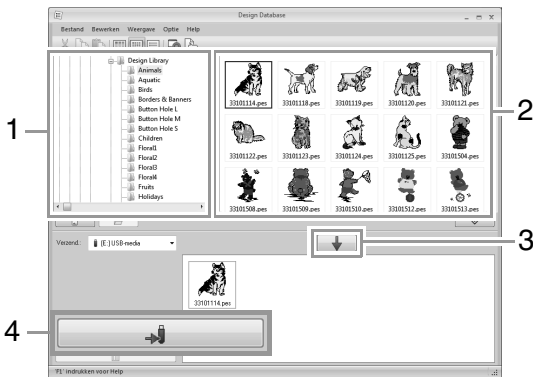 Design Database
Bestand Bewerken Weergave Optie Help
Design Library
Animals
Aquatic
Birds
Borders & Banners
Button Hole L
Button Hole M
Button Hole S
Children
Floral1
Floral2
Floral3
Floral4
Fruits
Holidays
33101114.pes 33101118.pes 33101119.pes 33101120.pes 33101121.pes
33101122.pes 33101123.pes 33101124.pes 33101125.pes 33101504.pes
33101508.pes 33101509.pes 33101510.pes 33101512.pes 33101513.pes
1
2
3
Verzend.: (E:) USB-media
33101114.pes
4
'F1' indrukken voor Help